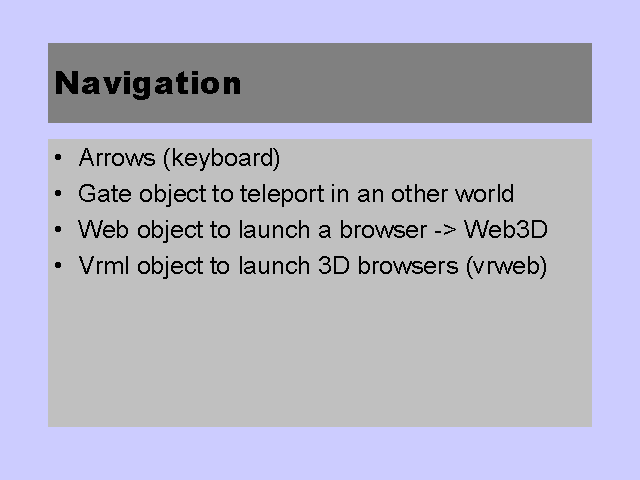 Navigation
• Arrows (keyboard)
• Gate object to teleport in an other world
• Web object to launch a browser -> Web3D
• Vrml object to launch 3D browsers (vrweb)